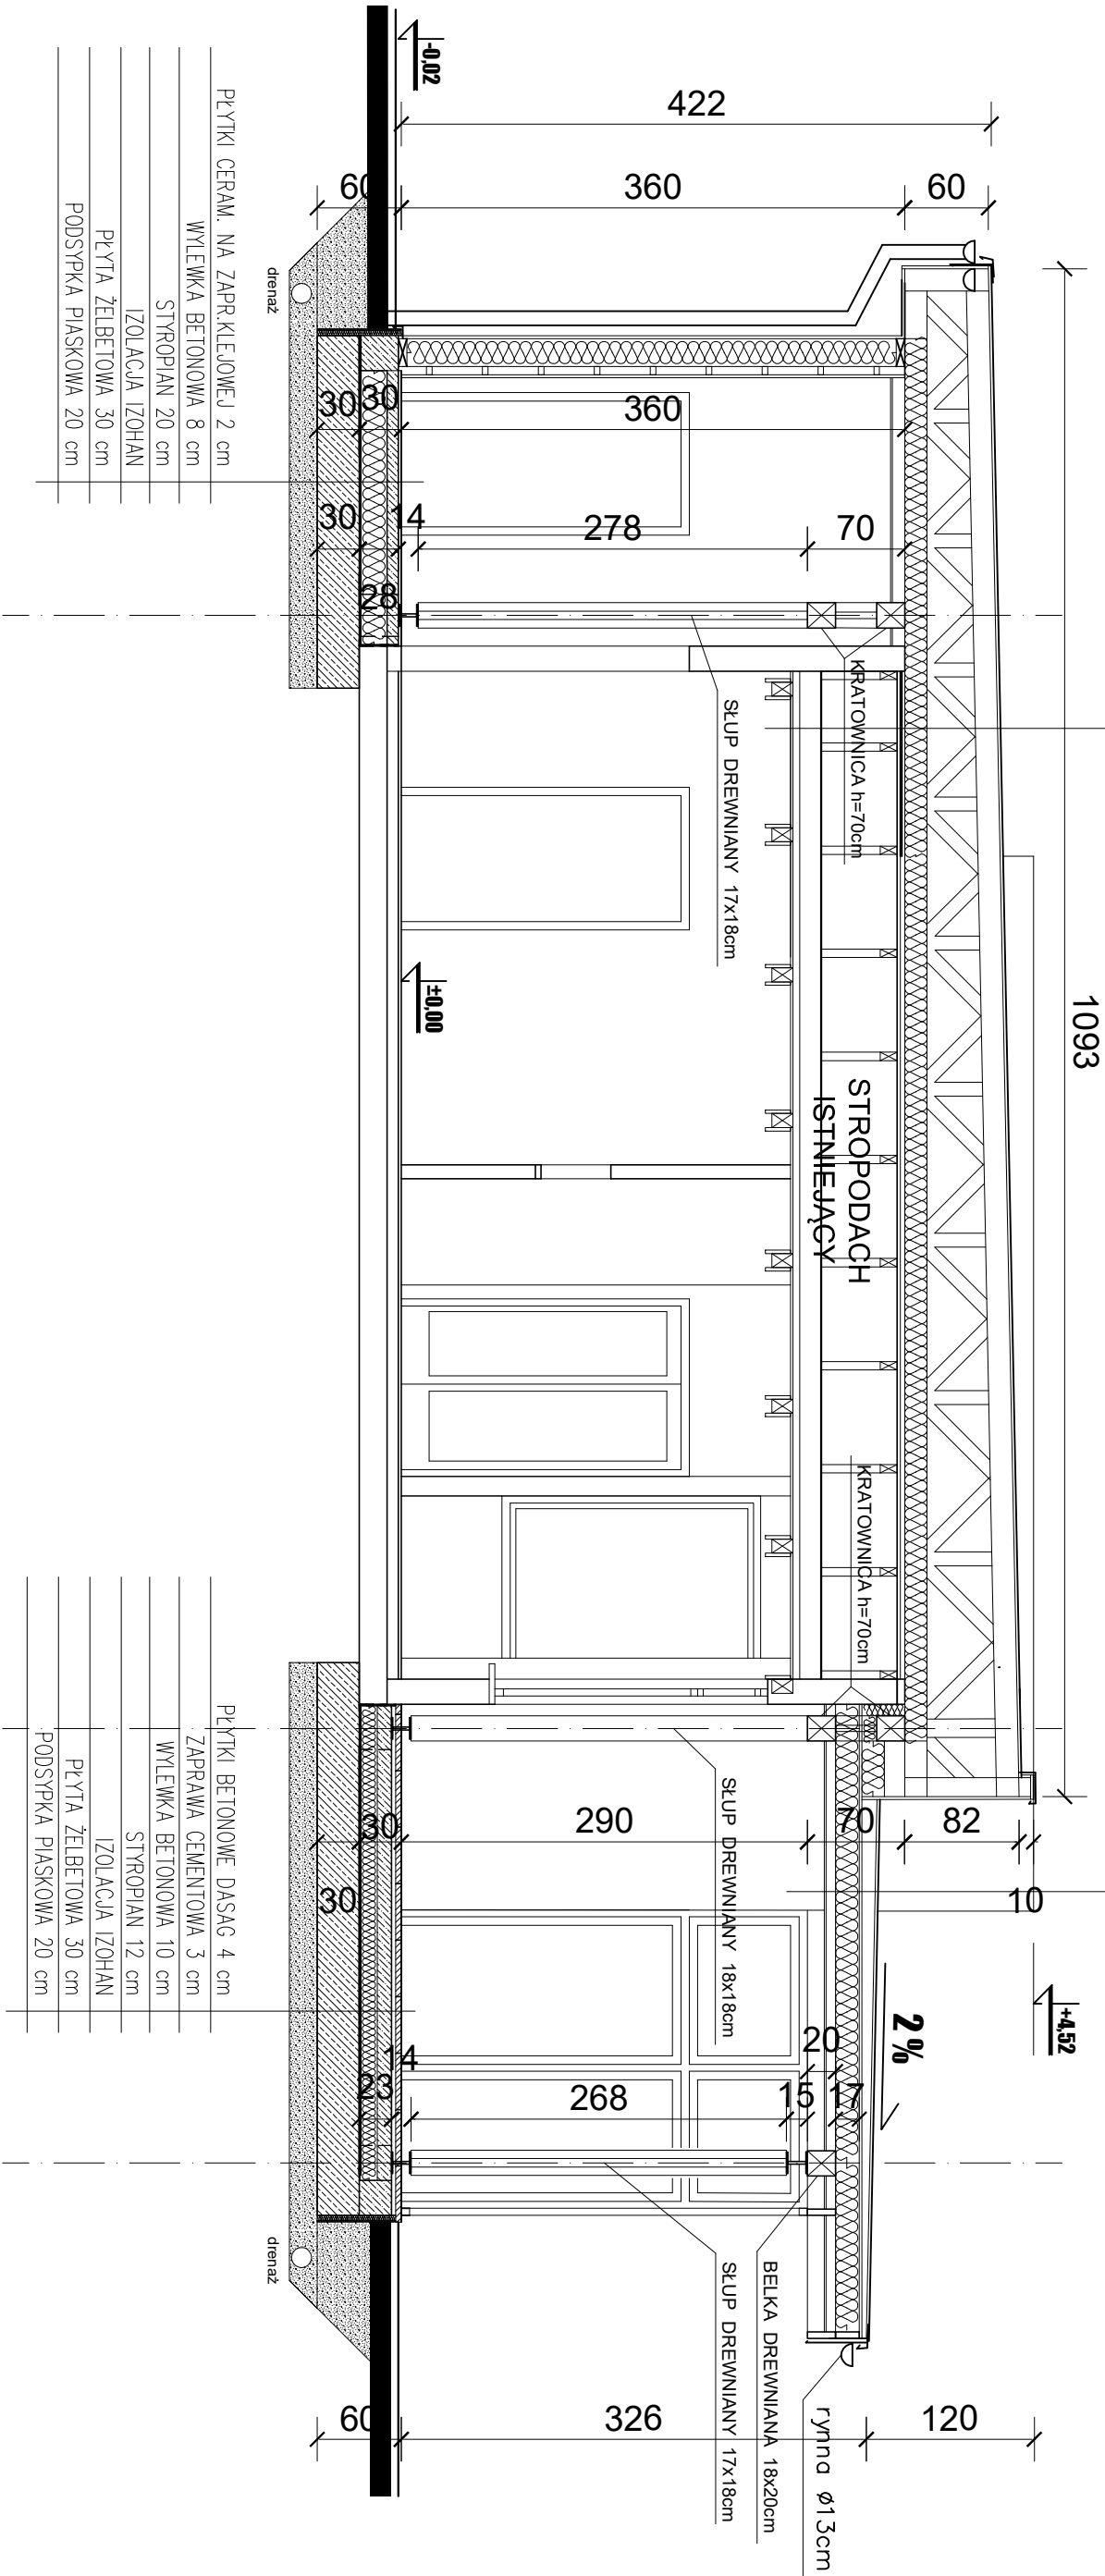 1093
422
60
360
60
-0,02
30
30
360
30
14
278
70
28
KRATOWNICA h=70cm
SŁUP DREWNIANY 17x18cm
±0,00
STROPODACH
ISTNIEJĄCY
KRATOWNICA h=70cm
SŁUP DREWNIANY 18x18cm
30
30
290
70
82
10
+4,52
2%
20
14
23
268
15
17
SŁUP DREWNIANY 17x18cm
BELKA DREWNIANA 18x20cm
rynna ø13cm
60
326
120
drenaż
drenaż
PŁYTKI CERAM. NA ZAPR.KLEJOWEJ 2 cm
WYLEWKA BETONOWA 8 cm
STYROPIAN 20 cm
IZOLACJA IZOHAN
PŁYTA ŻELBETOWA 30 cm
PODSYPKA PIASKOWA 20 cm
PŁYTKI BETONOWE DASAG 4 cm
ZAPRAWA CEMENTOWA 3 cm
WYLEWKA BETONOWA 10 cm
STYROPIAN 12 cm
IZOLACJA IZOHAN
PŁYTA ŻELBETOWA 30 cm
PODSYPKA PIASKOWA 20 cm